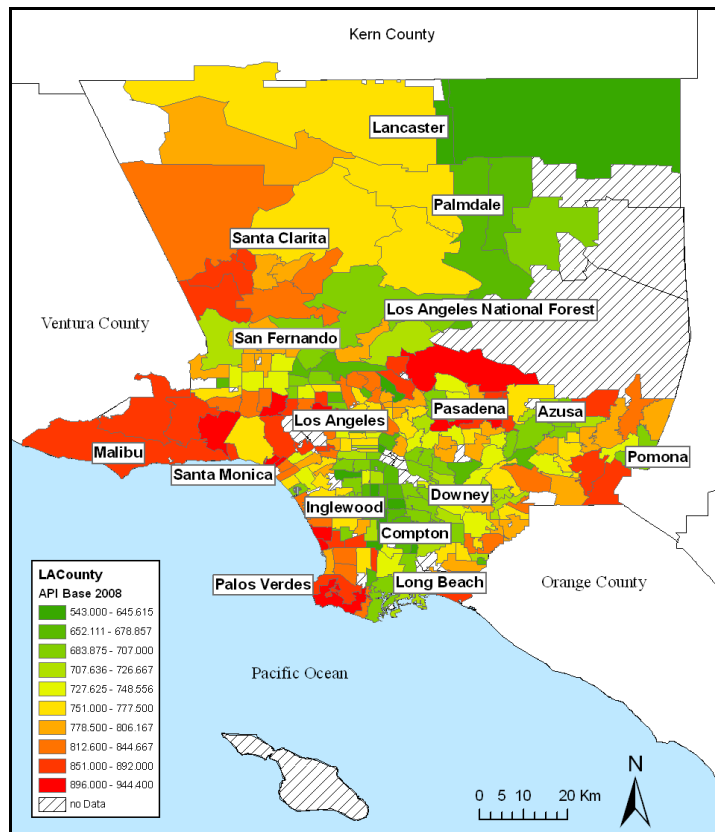 Kern County
Lancaster
Palmdale
Santa Clarita
Los Angeles National Forest
Ventura County
San Fernando
Pasadena
Azusa
Los Angeles
Malibu
Pomona
Santa Monica
Downey
Inglewood
Compton
Palos Verdes
Long Beach
Orange County
LACounty
API Base 2008
543.000 - 645.615
652.111 - 678.857
683.875 - 707.000
707.636 - 726.667
727.625 - 748.556
751.000 - 777.500
778.500 - 806.167
812.600 - 844.667
851.000 - 892.000
896.000 - 944.400
no Data
Pacific Ocean
N
0 5 10 20 Km